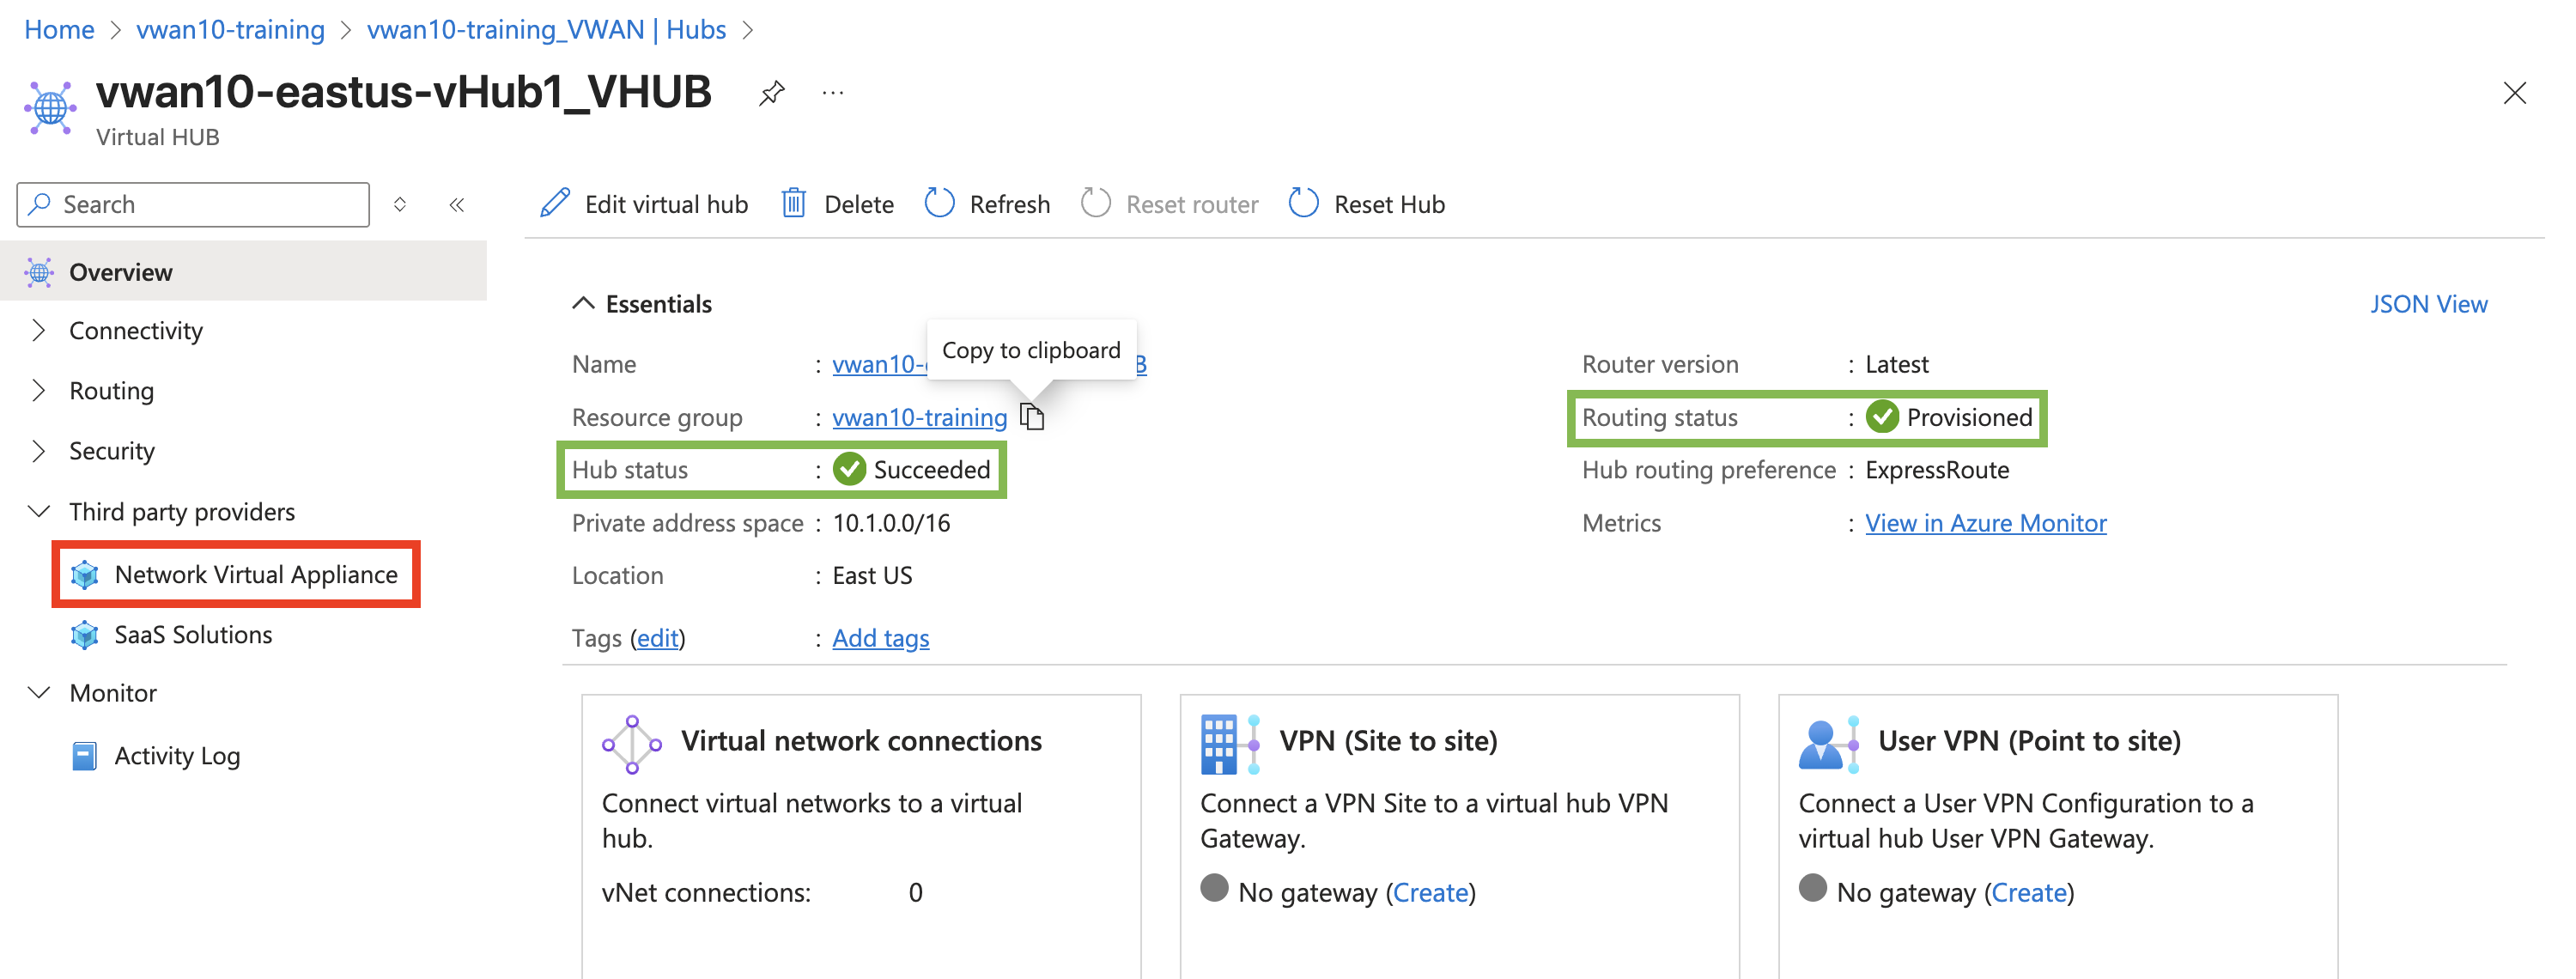 Home > vwan10-training > vwan10-training_VWAN | Hubs >
vwan10-eastus-vHub1_VHUB ...
Virtual HUB
Search
Edit virtual hub Delete Refresh Reset router Reset Hub
Overview
Connectivity
Routing
Security
Third party providers
Network Virtual Appliance
SaaS Solutions
Monitor
Activity Log
Essentials
JSON View
Copy to clipboard
Name : vwan10-
Resource group : vwan10-training
Hub status : Succeeded
Private address space : 10.1.0.0/16
Location : East US
Tags (edit) : Add tags
Router version : Latest
Routing status : Provisioned
Hub routing preference : ExpressRoute
Metrics : View in Azure Monitor
Virtual network connections
Connect virtual networks to a virtual
hub.
vNet connections: 0
VPN (Site to site)
Connect a VPN Site to a virtual hub VPN
Gateway.
No gateway (Create)
User VPN (Point to site)
Connect a User VPN Configuration to a
virtual hub User VPN Gateway.
No gateway (Create)